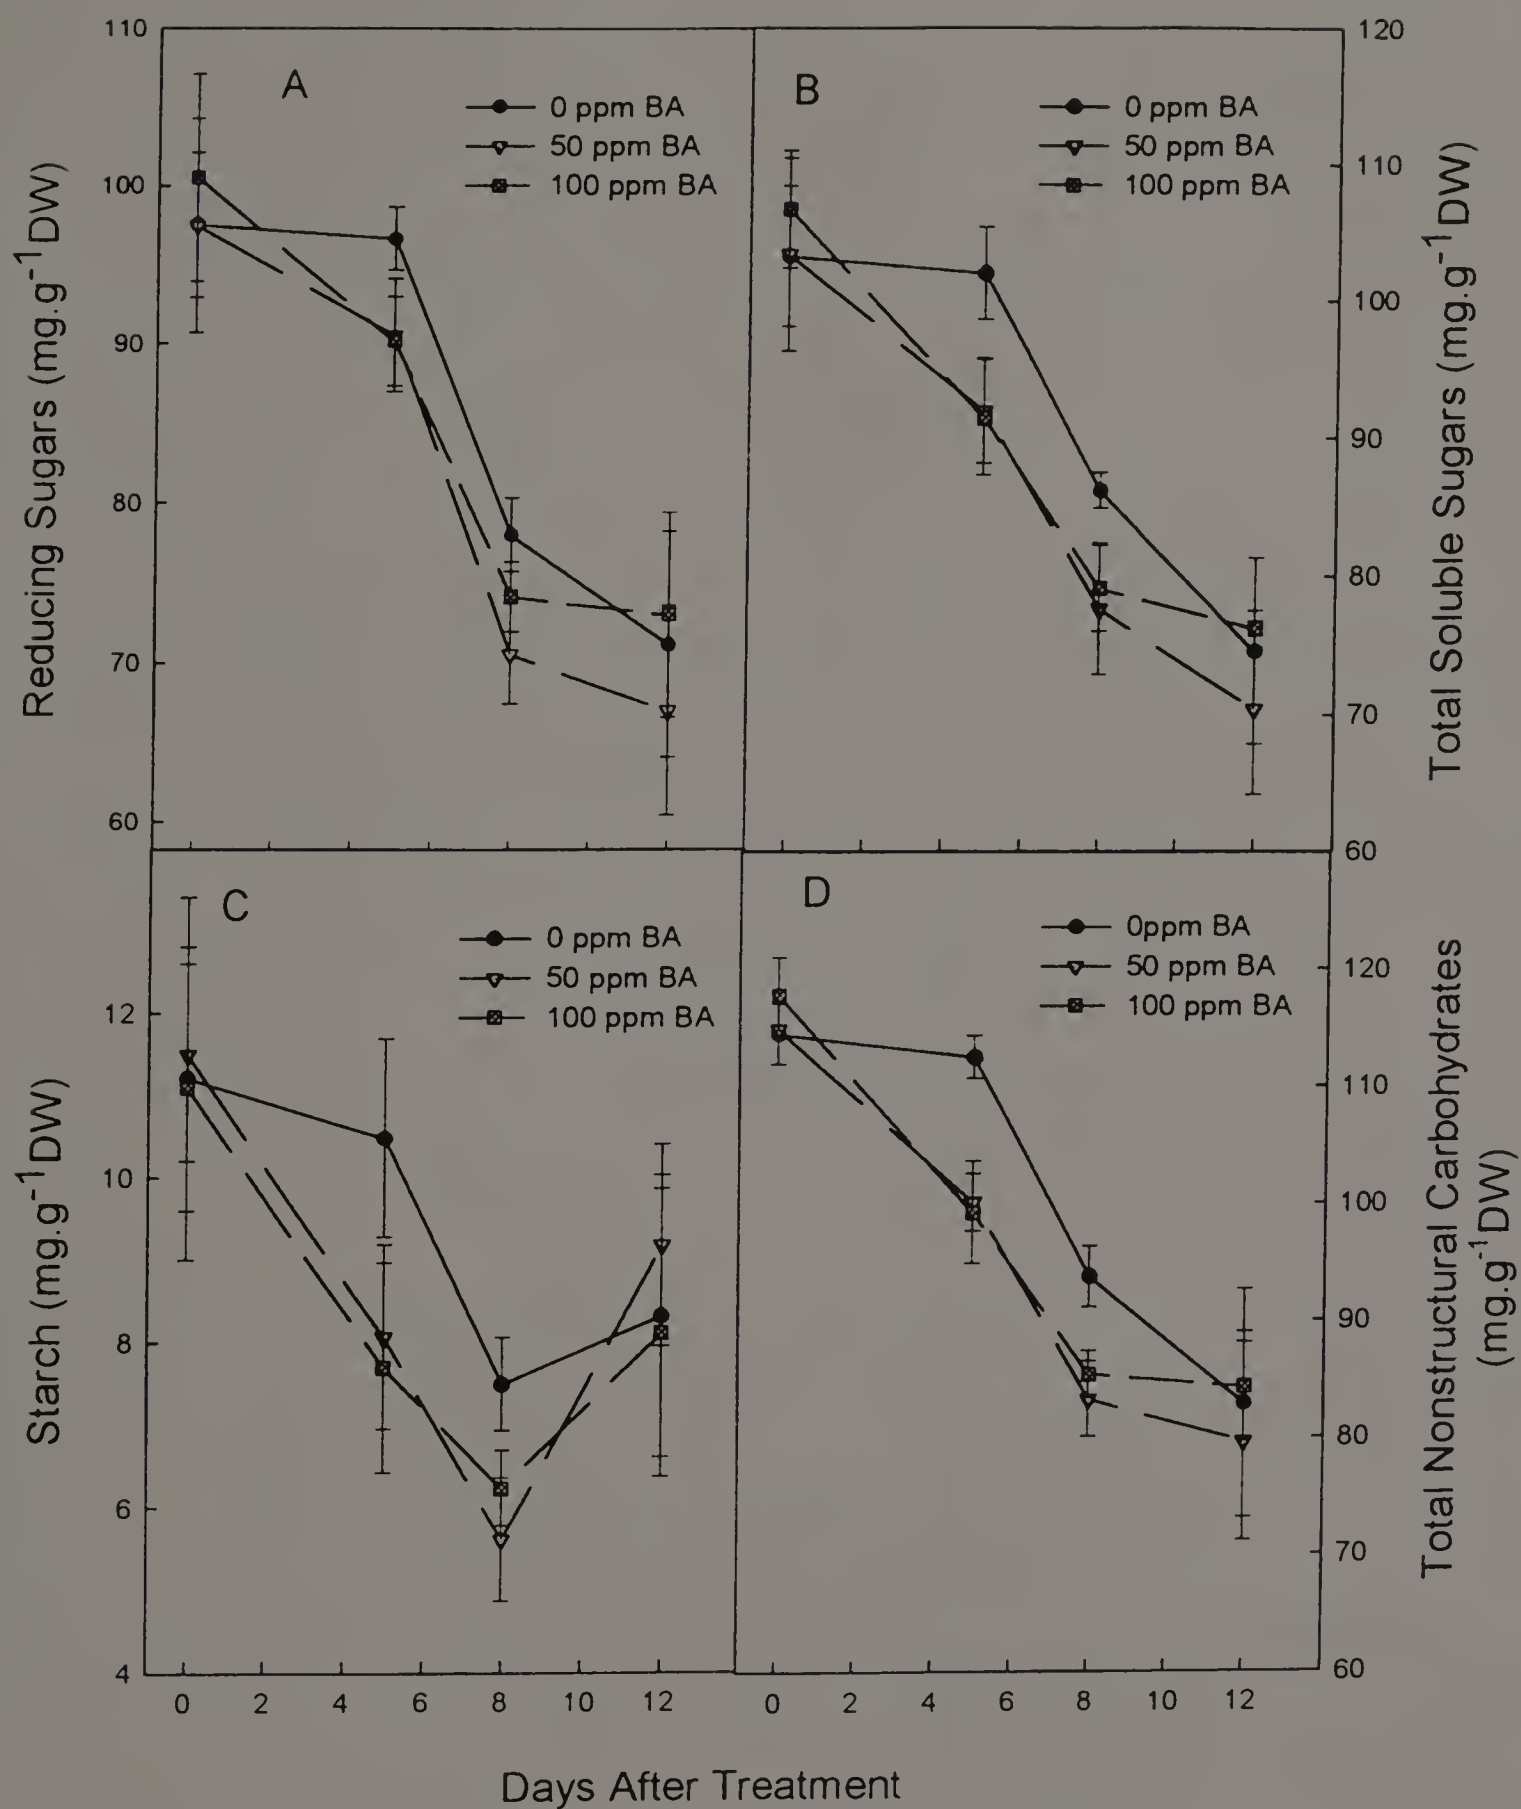 110
100
90
80
70
60
Reducing Sugars (mg.g⁻¹DW)
A
0 ppm BA
50 ppm BA
100 ppm BA
B
0 ppm BA
50 ppm BA
100 ppm BA
120
110
100
90
80
70
60
Total Soluble Sugars (mg.g⁻¹DW)
12
10
8
6
4
Starch (mg.g⁻¹DW)
C
0 ppm BA
50 ppm BA
100 ppm BA
D
0ppm BA
50 ppm BA
100 ppm BA
120
110
100
90
80
70
60
Total Nonstructural Carbohydrates
(mg.g⁻¹DW)
0 2 4 6 8 10 12
0 2 4 6 8 10 12
Days After Treatment